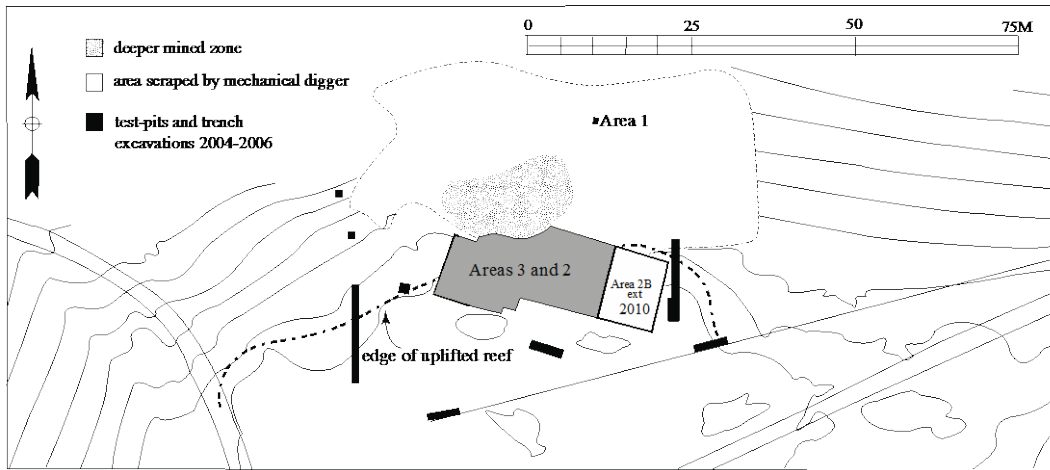 0 25 50 75M
deeper mined zone
area scraped by mechanical digger
test-pits and trench
excavations 2004-2006
Area 1
Areas 3 and 2
Area 2B
ext
2010
edge of uplifted reef